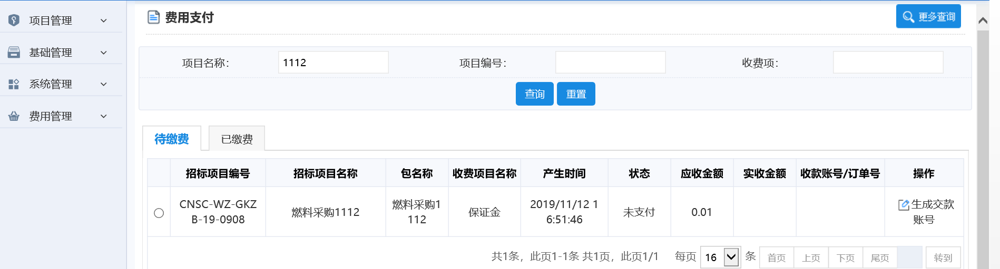 项目管理
基础管理
系统管理
费用管理
费用支付
更多查询
项目名称： 1112 项目编号： 收费项：
查询 重置
待缴费 已缴费
招标项目编号 招标项目名称 包名称 收费项目名称 产生时间 状态 应收金额 实收金额 收款账号/订单号 操作
CNSC-WZ-GKZ
B-19-0908
燃料采购1112
燃料采购1
112
保证金
2019/11/12 1
6:51:46
未支付
0.01
生成交款
账号
共1条，此页1-1条 共1页，此页1/1 每页 16 条 首页 上页 下页 尾页 转到